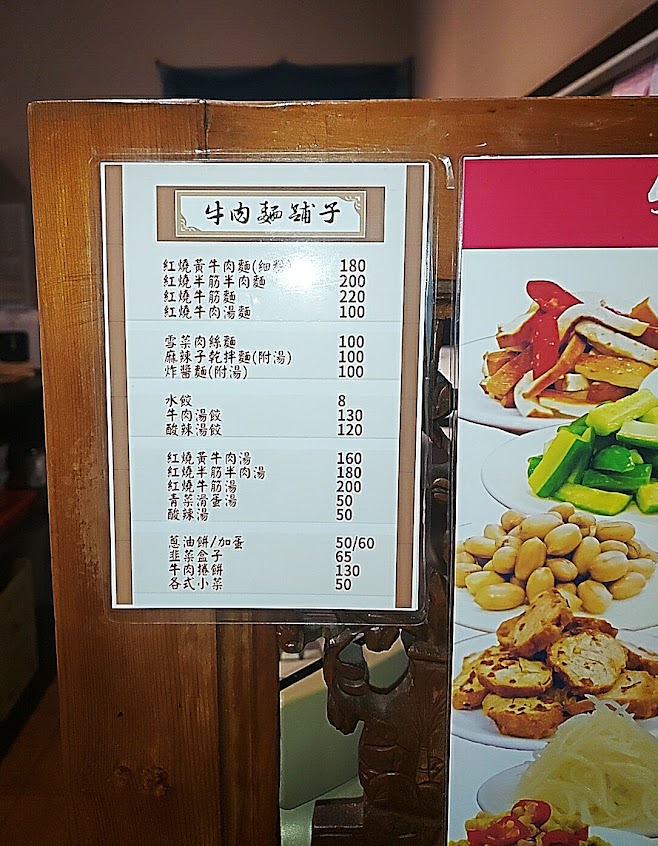 牛肉麵舖子
紅燒黃牛肉麵(細粉) 180
紅燒半筋半肉麵 200
紅燒牛筋麵 220
紅燒牛肉湯麵 100
雪菜肉絲麵 100
麻辣子乾拌麵(附湯) 100
炸醬麵(附湯) 100
水餃 8
牛肉湯餃 130
酸辣湯餃 120
紅燒黃牛肉湯 160
紅燒半筋半肉湯 180
紅燒牛筋湯 200
青菜滑蛋湯 50
酸辣湯 50
蔥油餅/加蛋 50/60
韭菜盒子 65
牛肉捲餅 130
各式小菜 50